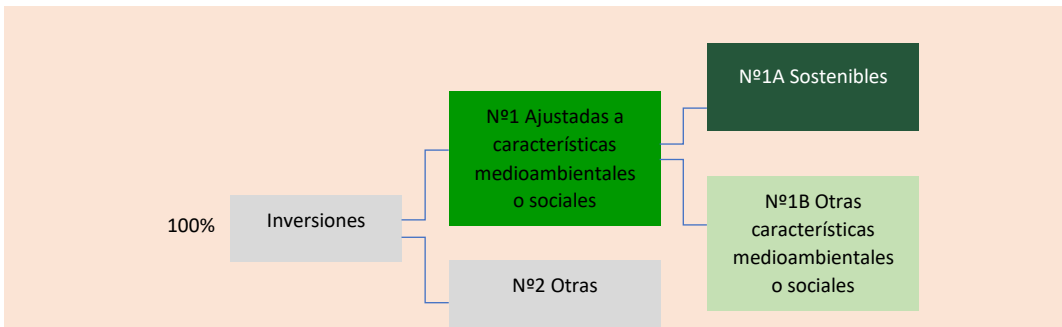 Nº1A Sostenibles
Nº1 Ajustadas a
características
medioambientales
o sociales
Nº1B Otras
características
medioambientales
o sociales
100%
Inversiones
Nº2 Otras